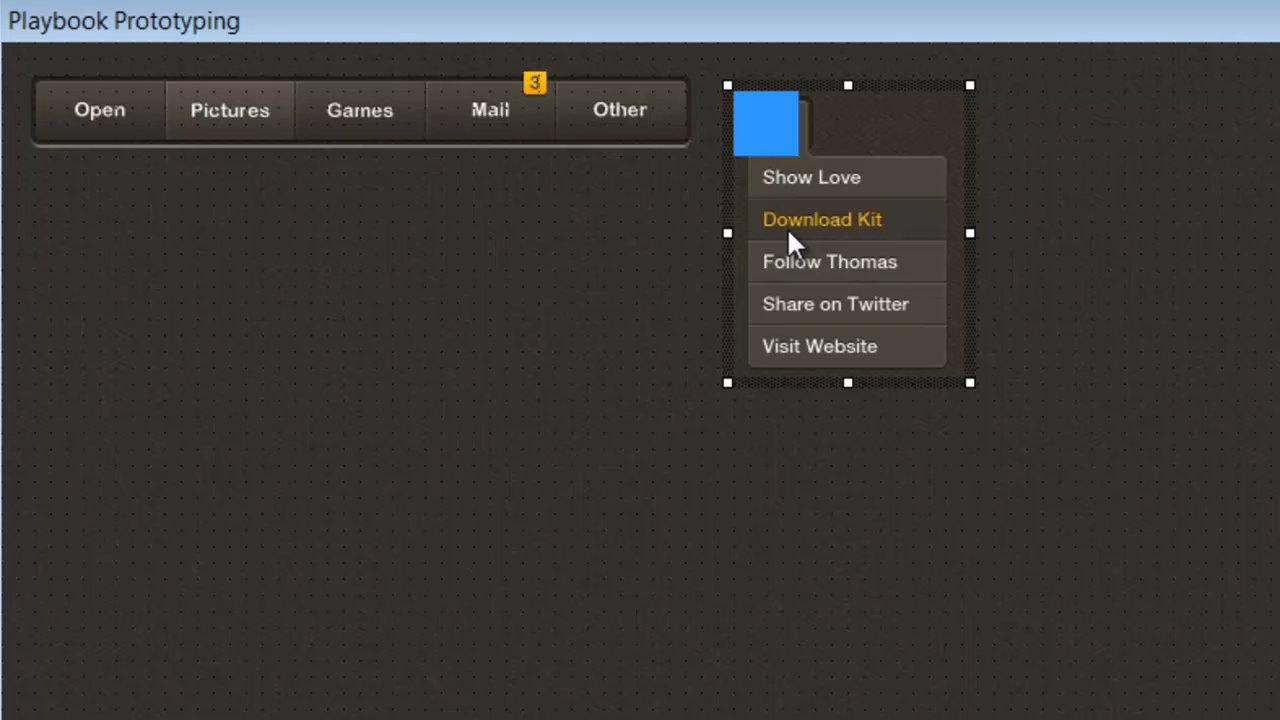 Playbook Prototyping
3
Open Pictures Games Mail Other
Show Love
Download Kit
Follow Thomas
Share on Twitter
Visit Website